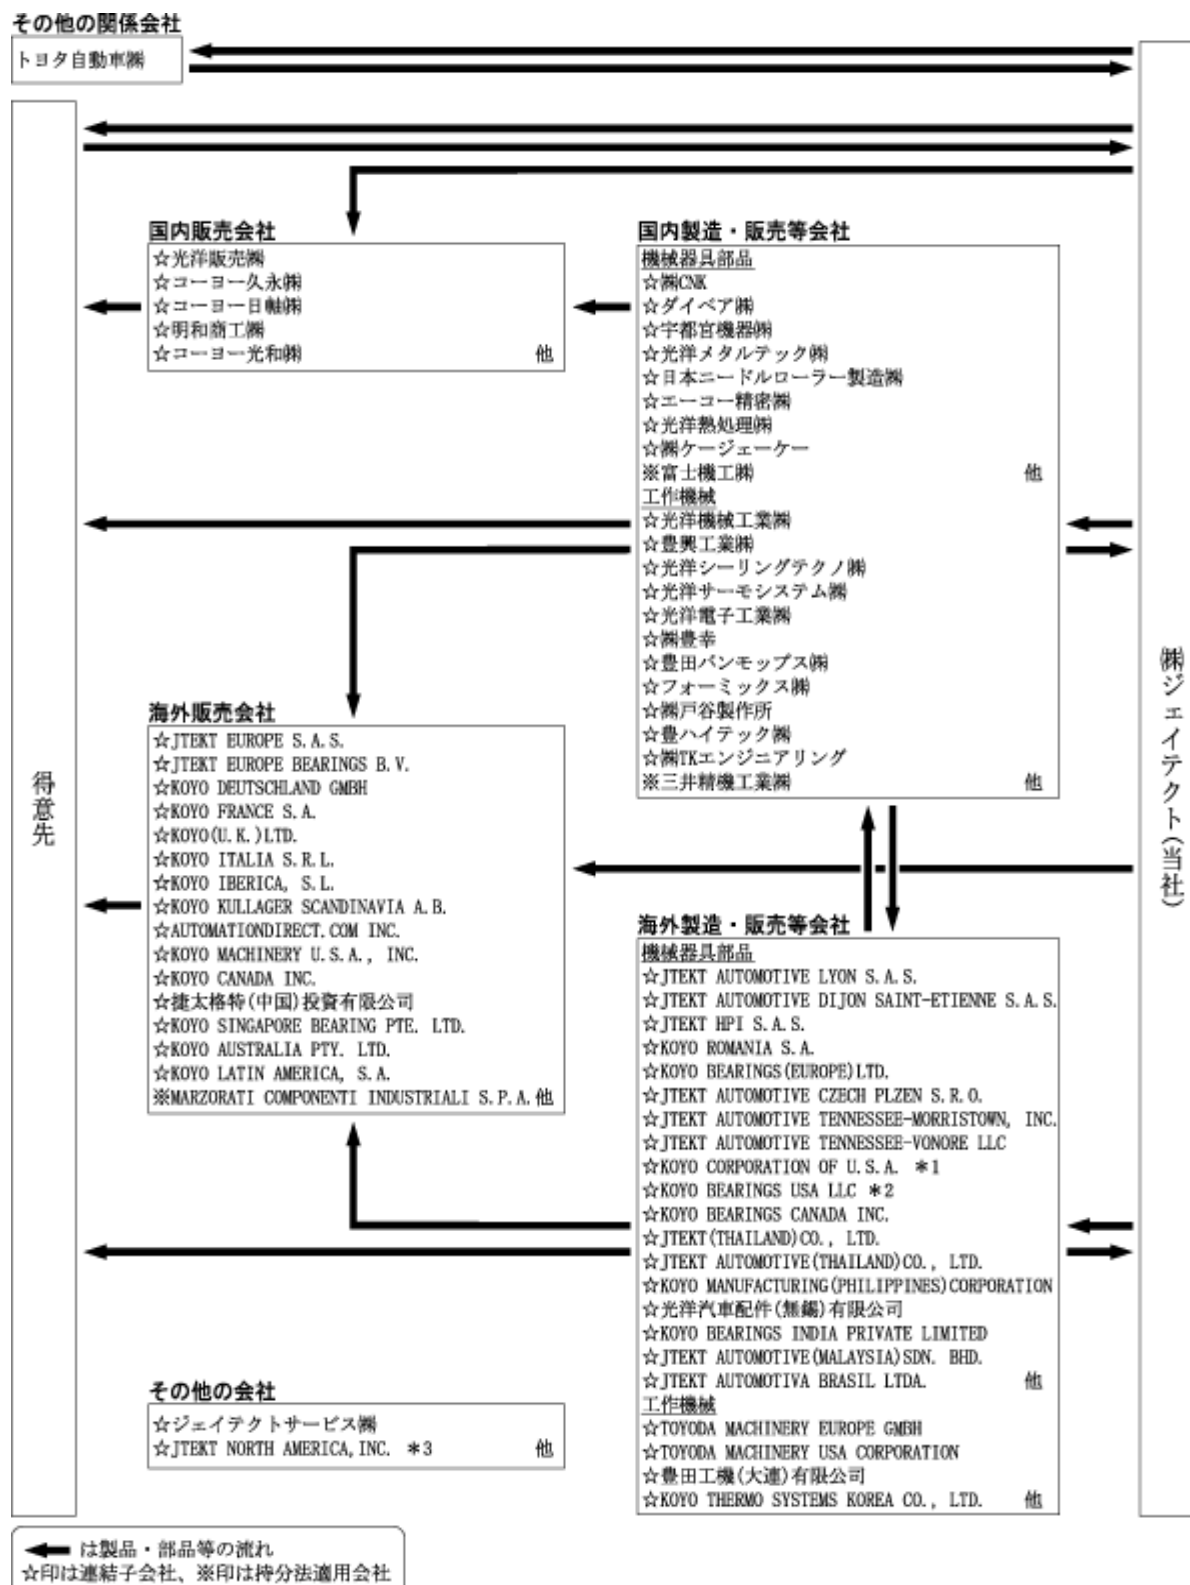 その他の関係会社
トヨタ自動車㈱
国内販売会社
☆光洋販売㈱
☆コーヨー久永㈱
☆コーヨー日軸㈱
☆明和商工㈱
☆コーヨー光和㈱ 他
国内製造・販売等会社
機械器具部品
☆㈱CNK
☆ダイベア㈱
☆宇都宮機器㈱
☆光洋メタルテック㈱
☆日本ニードルローラー製造㈱
☆エーコー精密㈱
☆光洋熱処理㈱
☆㈱ケージェーケー
※富士機工㈱ 他
工作機械
☆光洋機械工業㈱
☆豊興工業㈱
☆光洋シーリングテクノ㈱
☆光洋サーモシステム㈱
☆光洋電子工業㈱
☆㈱豊幸
☆豊田バンモップス㈱
☆フォーミックス㈱
☆㈱戸谷製作所
☆豊ハイテック㈱
☆㈱TKエンジニアリング
※三井精機工業㈱ 他
得意先
㈱ジェイテクト(当社)
海外販売会社
☆JTEKT EUROPE S.A.S.
☆JTEKT EUROPE BEARINGS B.V.
☆KOYO DEUTSCHLAND GMBH
☆KOYO FRANCE S.A.
☆KOYO(U.K.)LTD.
☆KOYO ITALIA S.R.L.
☆KOYO IBERICA, S.L.
☆KOYO KULLAGER SCANDINAVIA A.B.
☆AUTOMATIONDIRECT.COM INC.
☆KOYO MACHINERY U.S.A., INC.
☆KOYO CANADA INC.
☆捷太格特(中国)投資有限公司
☆KOYO SINGAPORE BEARING PTE. LTD.
☆KOYO AUSTRALIA PTY. LTD.
☆KOYO LATIN AMERICA, S.A.
※MARZORATI COMPONENTI INDUSTRIALI S.P.A.他
海外製造・販売等会社
機械器具部品
☆JTEKT AUTOMOTIVE LYON S.A.S.
☆JTEKT AUTOMOTIVE DIJON SAINT-ETIENNE S.A.S.
☆JTEKT HPI S.A.S.
☆KOYO ROMANIA S.A.
☆KOYO BEARINGS(EUROPE)LTD.
☆JTEKT AUTOMOTIVE CZECH PLZEN S.R.O.
☆JTEKT AUTOMOTIVE TENNESSEE-MORRISTOWN, INC.
☆JTEKT AUTOMOTIVE TENNESSEE-VONORE LLC
☆KOYO CORPORATION OF U.S.A. *1
☆KOYO BEARINGS USA LLC *2
☆KOYO BEARINGS CANADA INC.
☆JTEKT(THAILAND)CO., LTD.
☆JTEKT AUTOMOTIVE(THAILAND)CO., LTD.
☆KOYO MANUFACTURING(PHILIPPINES)CORPORATION
☆光洋汽車配件(無錫)有限公司
☆KOYO BEARINGS INDIA PRIVATE LIMITED
☆JTEKT AUTOMOTIVE(MALAYSIA)SDN. BHD.
☆JTEKT AUTOMOTIVA BRASIL LTDA. 他
工作機械
☆TOYODA MACHINERY EUROPE GMBH
☆TOYODA MACHINERY USA CORPORATION
☆豊田工機(大連)有限公司
☆KOYO THERMO SYSTEMS KOREA CO., LTD. 他
その他の会社
☆ジェイテクトサービス㈱
☆JTEKT NORTH AMERICA,INC. *3 他
は製品・部品等の流れ
☆印は連結子会社、※印は持分法適用会社